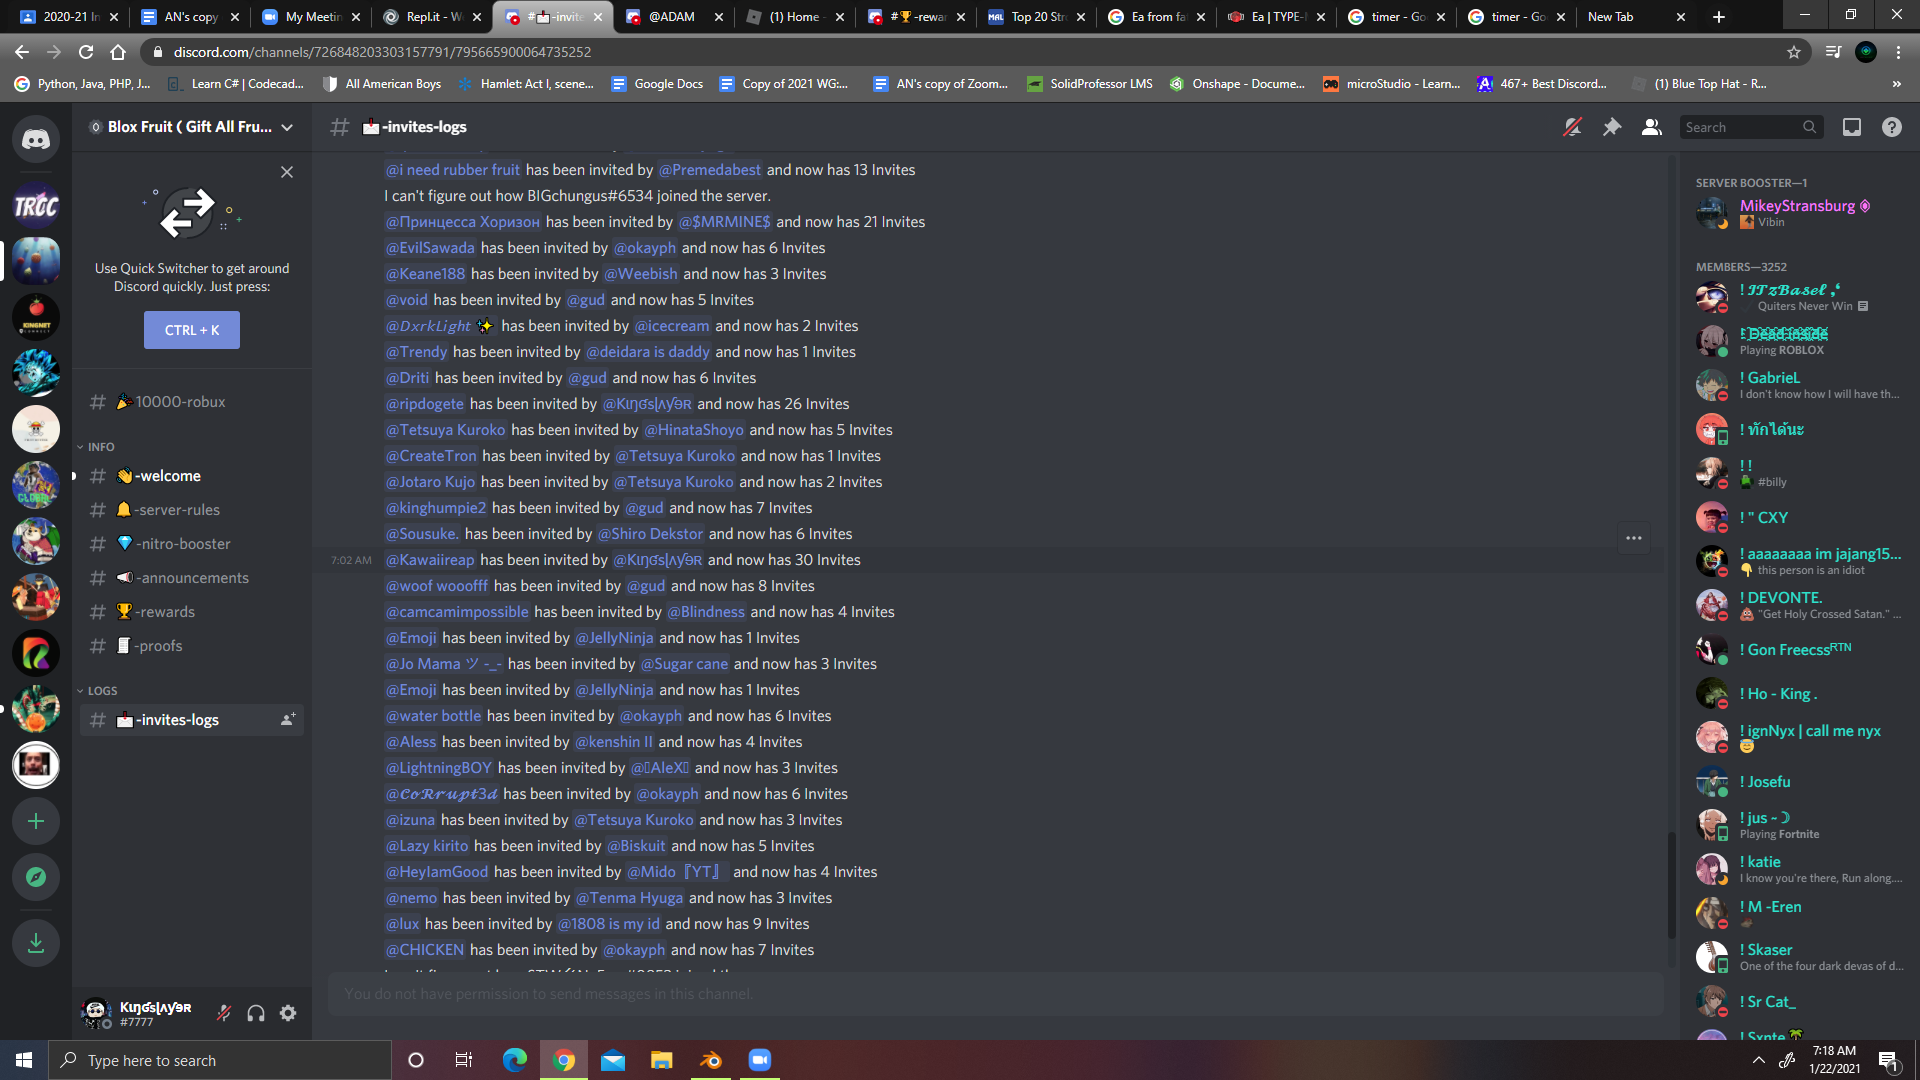 2020-21 In
AN's copy
My Meetin
Repl.it - W
#📩-invite
@ADAM
(1) Home -
#🏆-rewar
Top 20 Str
Ea from fat
Ea | TYPE-
timer - Go
timer - Go
New Tab
discord.com/channels/726848203303157791/795665900064735252
Python, Java, PHP, J...
Learn C# | Codecad...
All American Boys
Hamlet: Act I, scene...
Google Docs
Copy of 2021 WG:...
AN's copy of Zoom...
SolidProfessor LMS
Onshape - Docume...
microStudio - Learn...
467+ Best Discord...
(1) Blue Top Hat - R...
»
Blox Fruit ( Gift All Fru...
Use Quick Switcher to get around
Discord quickly. Just press:
CTRL + K
# 🎉10000-robux
INFO
# 👋-welcome
# 🔔-server-rules
# 💎-nitro-booster
# 📢-announcements
# 🏆-rewards
# 🧾-proofs
LOGS
# 📩-invites-logs
KιŋɠsɭʌƴɘR
#7777
# 📩-invites-logs
Search
@i need rubber fruit has been invited by @Premedabest and now has 13 Invites
I can't figure out how BIGchungus#6534 joined the server.
@Принцесса Хоризон has been invited by @$MRMINE$ and now has 21 Invites
@EvilSawada has been invited by @okayph and now has 6 Invites
@Keane188 has been invited by @Weebish and now has 3 Invites
@void has been invited by @gud and now has 5 Invites
@𝐷𝑥𝑟𝑘𝐿𝑖𝑔ℎ𝑡 ✨ has been invited by @icecream and now has 2 Invites
@Trendy has been invited by @deidara is daddy and now has 1 Invites
@Driti has been invited by @gud and now has 6 Invites
@ripdogete has been invited by @KιŋɠsɭʌƴɘR and now has 26 Invites
@Tetsuya Kuroko has been invited by @HinataShoyo and now has 5 Invites
@CreateTron has been invited by @Tetsuya Kuroko and now has 1 Invites
@Jotaro Kujo has been invited by @Tetsuya Kuroko and now has 2 Invites
@kinghumpie2 has been invited by @gud and now has 7 Invites
@Sousuke. has been invited by @Shiro Dekstor and now has 6 Invites
7:02 AM @Kawaiireap has been invited by @KιŋɠsɭʌƴɘR and now has 30 Invites
@woof wooofff has been invited by @gud and now has 8 Invites
@camcamimpossible has been invited by @Blindness and now has 4 Invites
@Emoji has been invited by @JellyNinja and now has 1 Invites
@Jo Mama ツ -_- has been invited by @Sugar cane and now has 3 Invites
@Emoji has been invited by @JellyNinja and now has 1 Invites
@water bottle has been invited by @okayph and now has 6 Invites
@Aless has been invited by @kenshin II and now has 4 Invites
@LightningBOY has been invited by @AleX and now has 3 Invites
@𝓒𝓸𝓡𝓻𝓾𝓹𝓽3𝓭 has been invited by @okayph and now has 6 Invites
@izuna has been invited by @Tetsuya Kuroko and now has 3 Invites
@Lazy kirito has been invited by @Biskuit and now has 5 Invites
@HeyIamGood has been invited by @Mido『YT』 and now has 4 Invites
@nemo has been invited by @Tenma Hyuga and now has 3 Invites
@lux has been invited by @1808 is my id and now has 9 Invites
@CHICKEN has been invited by @okayph and now has 7 Invites
You do not have permission to send messages in this channel.
SERVER BOOSTER—1
MikeyStransburg
Vibin
MEMBERS—3252
! 𝓘𝓣𝔃𝓑𝓪𝓼𝓮𝓵 ,‘
Quiters Never Win
! Dead inside
Playing ROBLOX
! GabrieL
I don't know how I will have th...
! ทักได้นะ
! !
#billy
! " CXY
! aaaaaaaa im jajang15...
👇 this person is an idiot
! DEVONTE.
💩 "Get Holy Crossed Satan." ...
! Gon Freecssᴿᵀᴺ
! Ho - King .
! ignNyx | call me nyx
😇
! Josefu
! jus ~☽
Playing Fortnite
! katie
I know you're there, Run along....
! M -Eren
! Skaser
One of the four dark devas of d...
! Sr Cat_
! Sxnte🌴
TRGC
KINGNET
GLOBAL
Type here to search
7:18 AM
1/22/2021
1